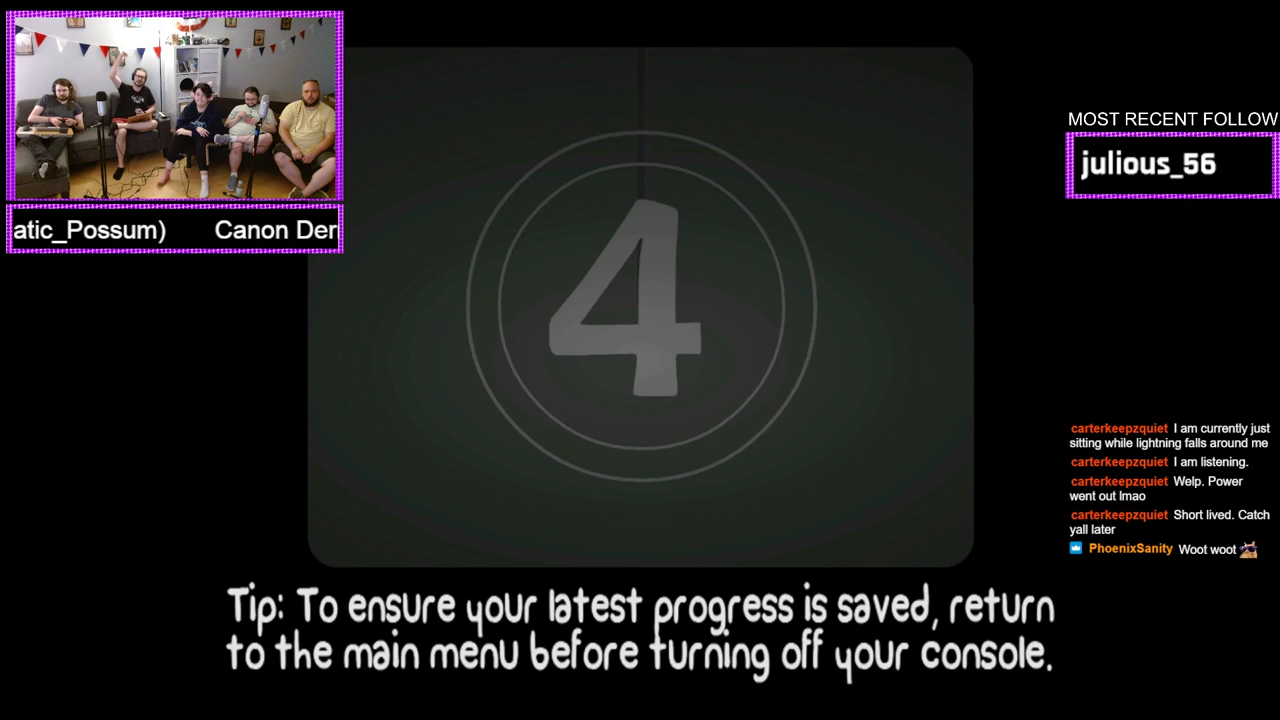 atic_Possum) Canon Der
4
MOST RECENT FOLLOW
julious_56
carterkeepzquiet I am currently just
sitting while lightning falls around me
carterkeepzquiet I am listening.
carterkeepzquiet Welp. Power
went out lmao
carterkeepzquiet Short lived. Catch
yall later
PhoenixSanity Woot woot
Tip: To ensure your latest progress is saved, return
to the main menu before turning off your console.